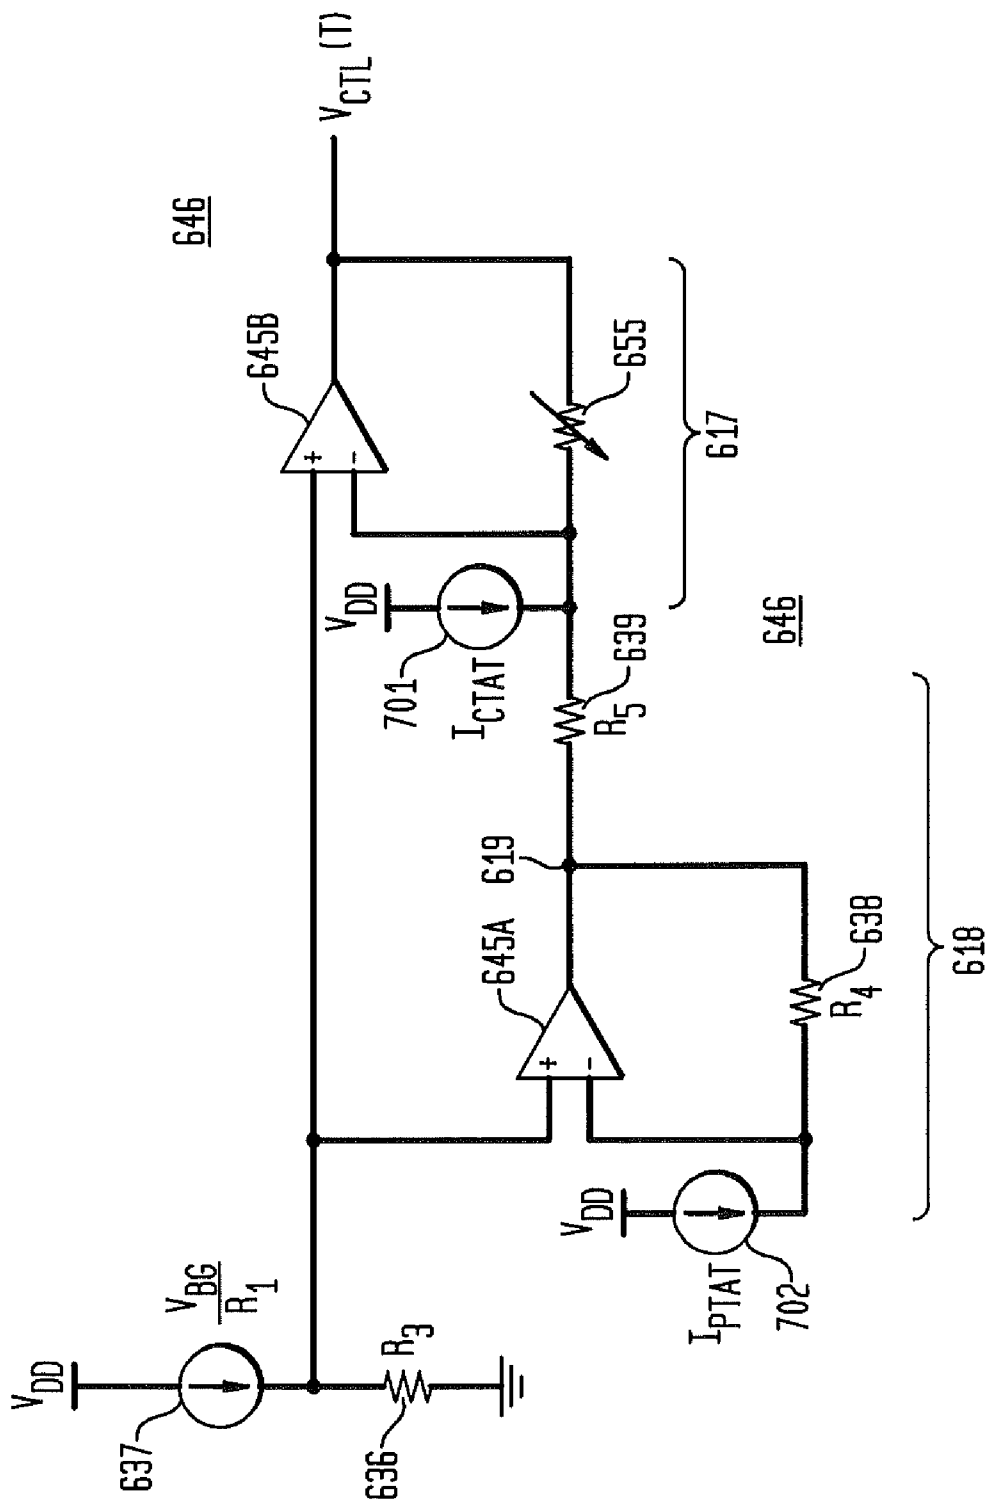 V_CTL (T)
646
645B
655
617
V_DD
701
I_CTAT
639
R_5
646
619
645A
638
R_4
618
V_DD
I_PTAT
702
V_BG
R_1
V_DD
637
R_3
636
+
-
+
-